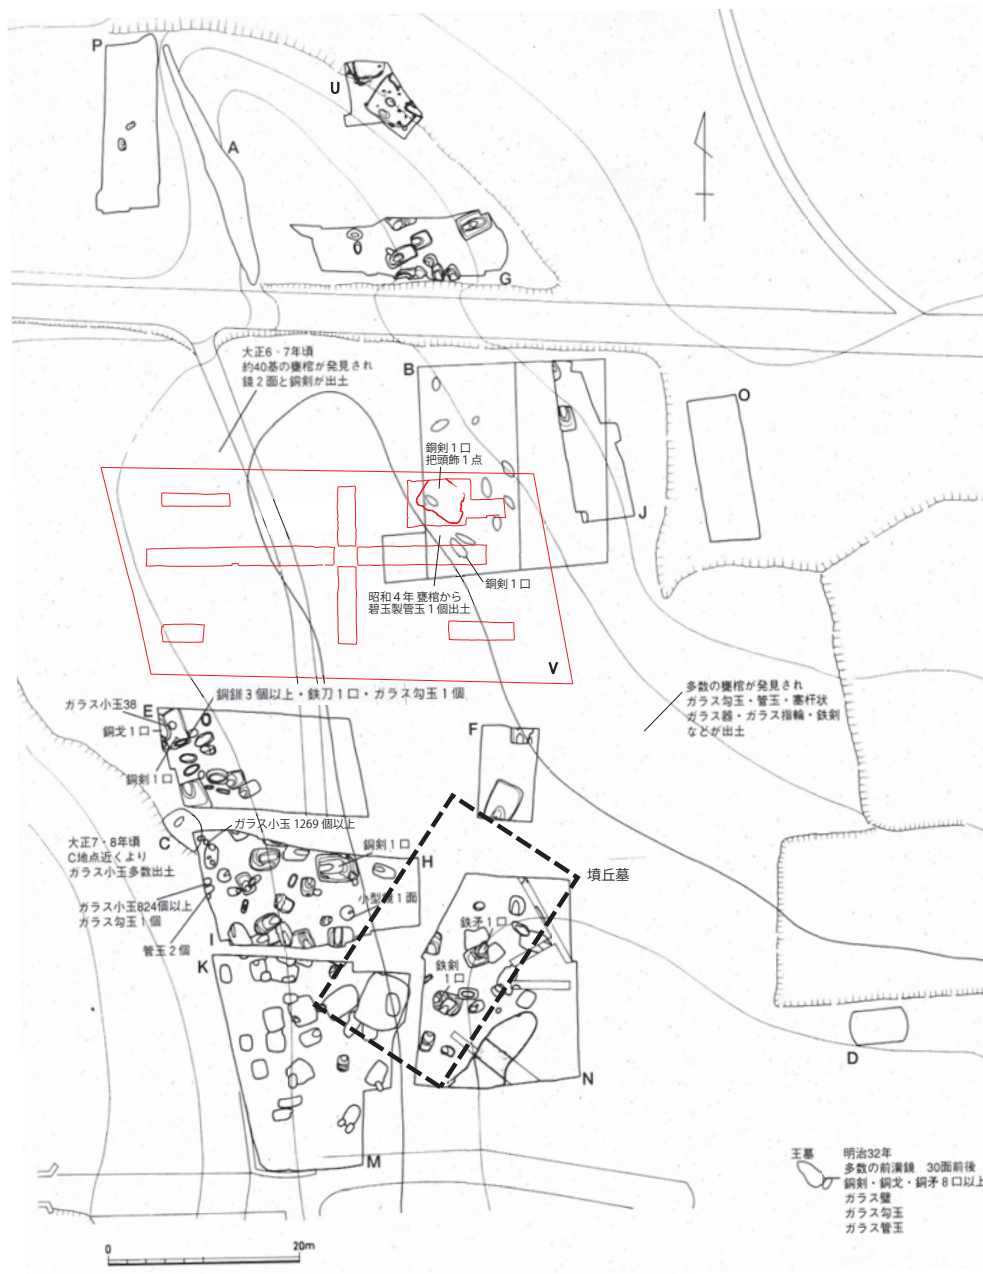 P
U
A
G
大正6・7年頃
約40基の甕棺が発見され
鏡2面と銅剣が出土
B
O
銅剣1口
把頭飾1点
J
銅剣1口
昭和4年 甕棺から
碧玉製管玉1個出土
V
銅釧3個以上・鉄刀1口・ガラス勾玉1個
多数の甕棺が発見され
ガラス勾玉・管玉・塞杆状
ガラス器・ガラス指輪・鉄剣
などが出土
ガラス小玉38
E
銅戈1口
F
銅剣1口
ガラス小玉1269個以上
C
大正7・8年頃
C地点近くより
ガラス小玉多数出土
銅剣1口
H
墳丘墓
ガラス小玉824個以上
ガラス勾玉1個
小型鏡1面
鉄矛1口
I
管玉2個
K
鉄剣
1口
D
N
M
王墓
明治32年
多数の前漢鏡 30面前後
銅剣・銅戈・銅矛8口以上
ガラス璧
ガラス勾玉
ガラス管玉
0
20m